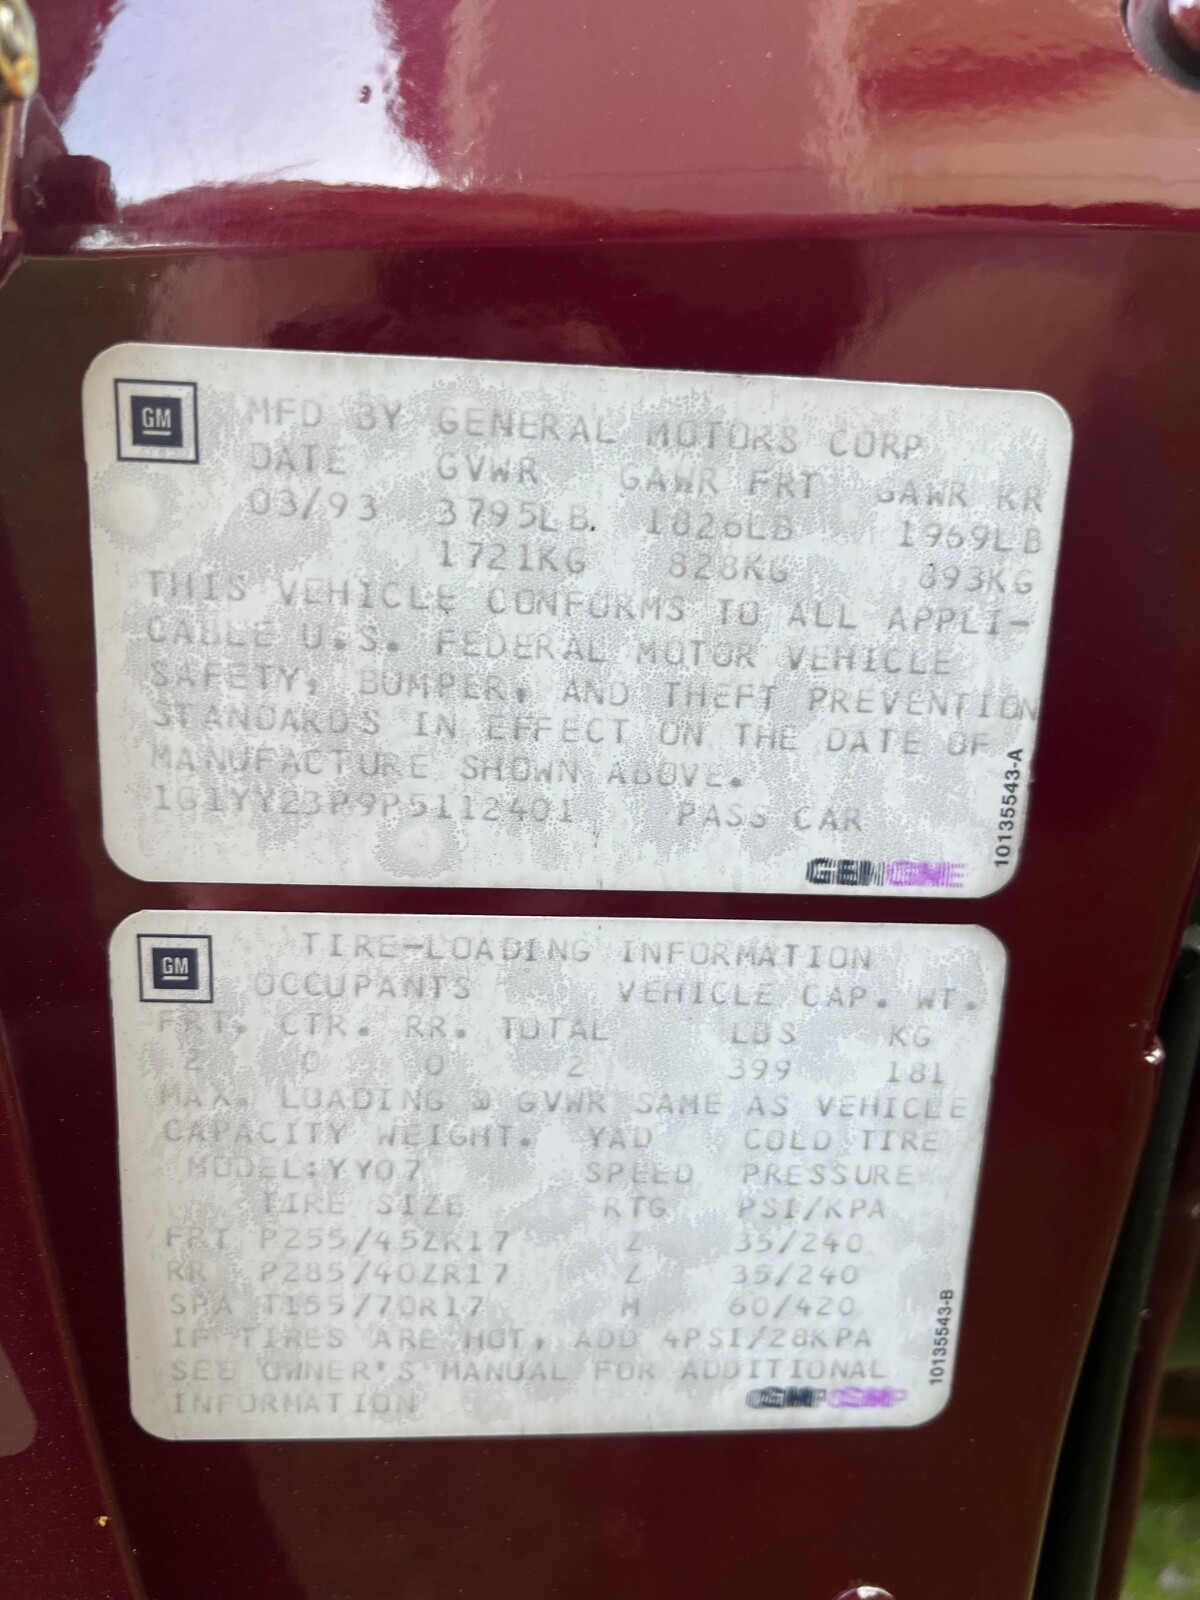 GM
MFD BY GENERAL MOTORS CORP
DATE GVWR GAWR FRT GAWR RR
03/93 3795LB. 1826LB 1969LB
1721KG 828KG 893KG
THIS VEHICLE CONFORMS TO ALL APPLI-
CABLE U.S. FEDERAL MOTOR VEHICLE
SAFETY, BUMPER, AND THEFT PREVENTION
STANDARDS IN EFFECT ON THE DATE OF
MANUFACTURE SHOWN ABOVE.
1G1YY23P9P5112401 PASS CAR
10135543-A
GM
TIRE-LOADING INFORMATION
OCCUPANTS VEHICLE CAP. WT.
FRT. CTR. RR. TOTAL LBS KG
2 0 0 2 399 181
MAX. LOADING @ GVWR SAME AS VEHICLE
CAPACITY WEIGHT. YAD COLD TIRE
MODEL:YY07 SPEED PRESSURE
TIRE SIZE RTG PSI/KPA
FRT P255/45ZR17 Z 35/240
RR P285/40ZR17 Z 35/240
SPA T155/70R17 M 60/420
IF TIRES ARE HOT, ADD 4PSI/28KPA
SEE OWNER'S MANUAL FOR ADDITIONAL
INFORMATION
10135543-B